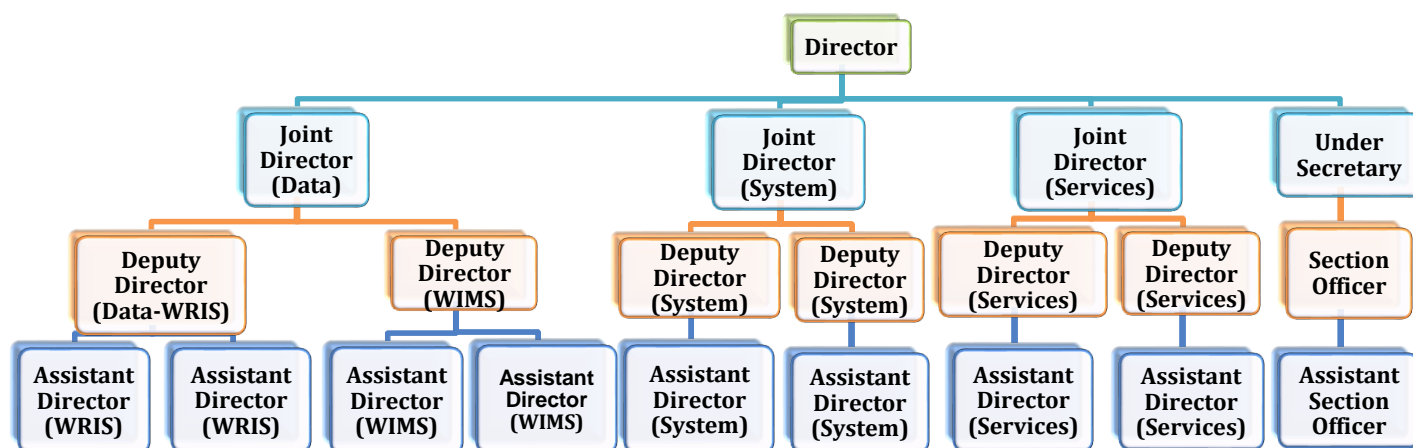 Director
Joint
Director
(Data)
Joint
Director
(System)
Joint
Director
(Services)
Under
Secretary
Deputy
Director
(Data-WRIS)
Deputy
Director
(WIMS)
Deputy
Director
(System)
Deputy
Director
(System)
Deputy
Director
(Services)
Deputy
Director
(Services)
Section
Officer
Assistant
Director
(WRIS)
Assistant
Director
(WRIS)
Assistant
Director
(WIMS)
Assistant
Director
(WIMS)
Assistant
Director
(System)
Assistant
Director
(System)
Assistant
Director
(Services)
Assistant
Director
(Services)
Assistant
Section
Officer